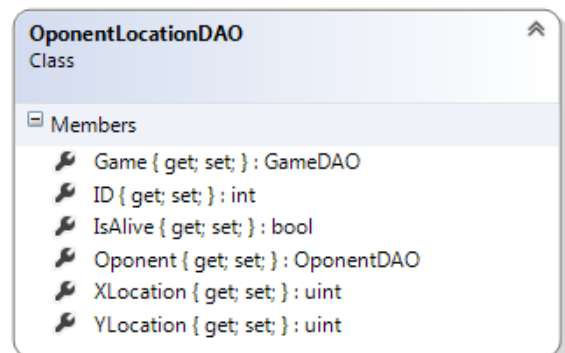 OponentLocationDAO
Class
Members
Game { get; set; } : GameDAO
ID { get; set; } : int
IsAlive { get; set; } : bool
Oponent { get; set; } : OponentDAO
XLocation { get; set; } : uint
YLocation { get; set; } : uint